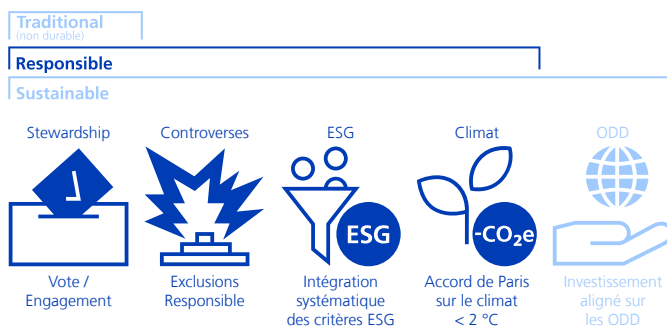 Traditional
(non durable)
Responsible
Sustainable
Stewardship
Controverses
ESG
Climat
ODD
ESG
-CO₂e
Vote /
Engagement
Exclusions
Responsible
Intégration
systématique
des critères ESG
Accord de Paris
sur le climat
< 2 °C
Investissement
aligné sur
les ODD